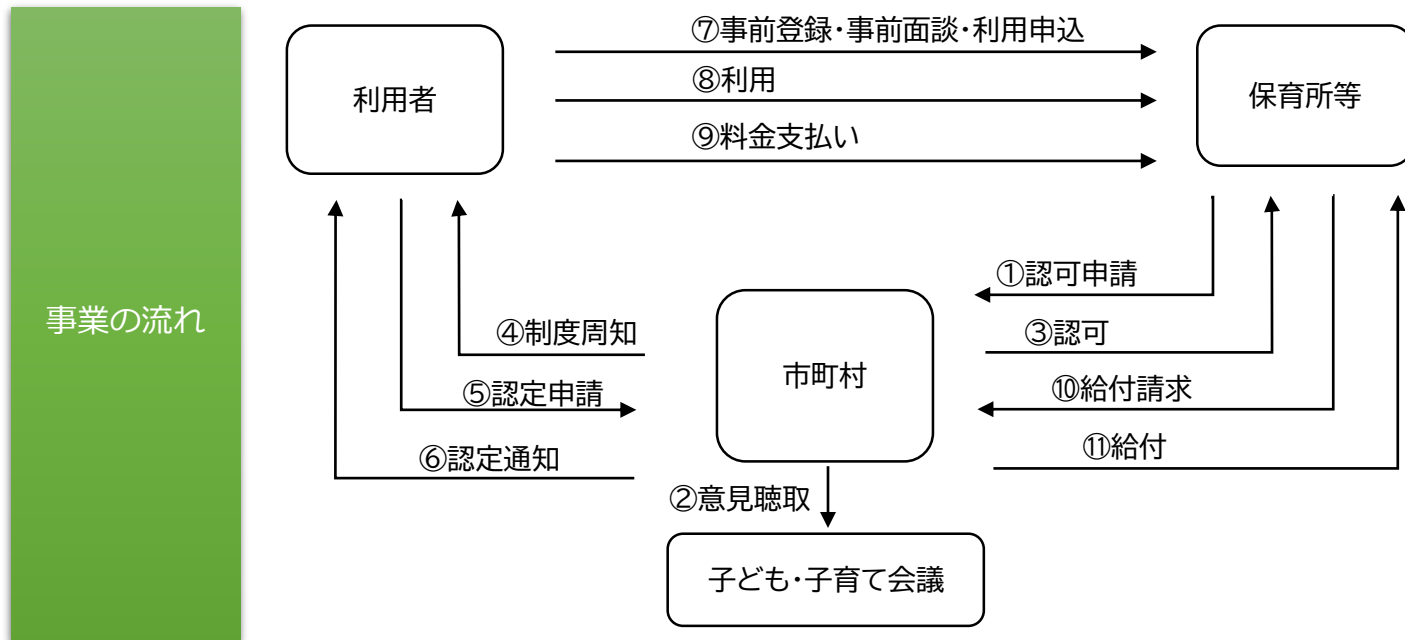 事業の流れ
⑦事前登録・事前面談・利用申込
利用者
⑧利用
保育所等
⑨料金支払い
①認可申請
④制度周知
③認可
市町村
⑤認定申請
⑩給付請求
⑥認定通知
⑪給付
②意見聴取
子ども・子育て会議